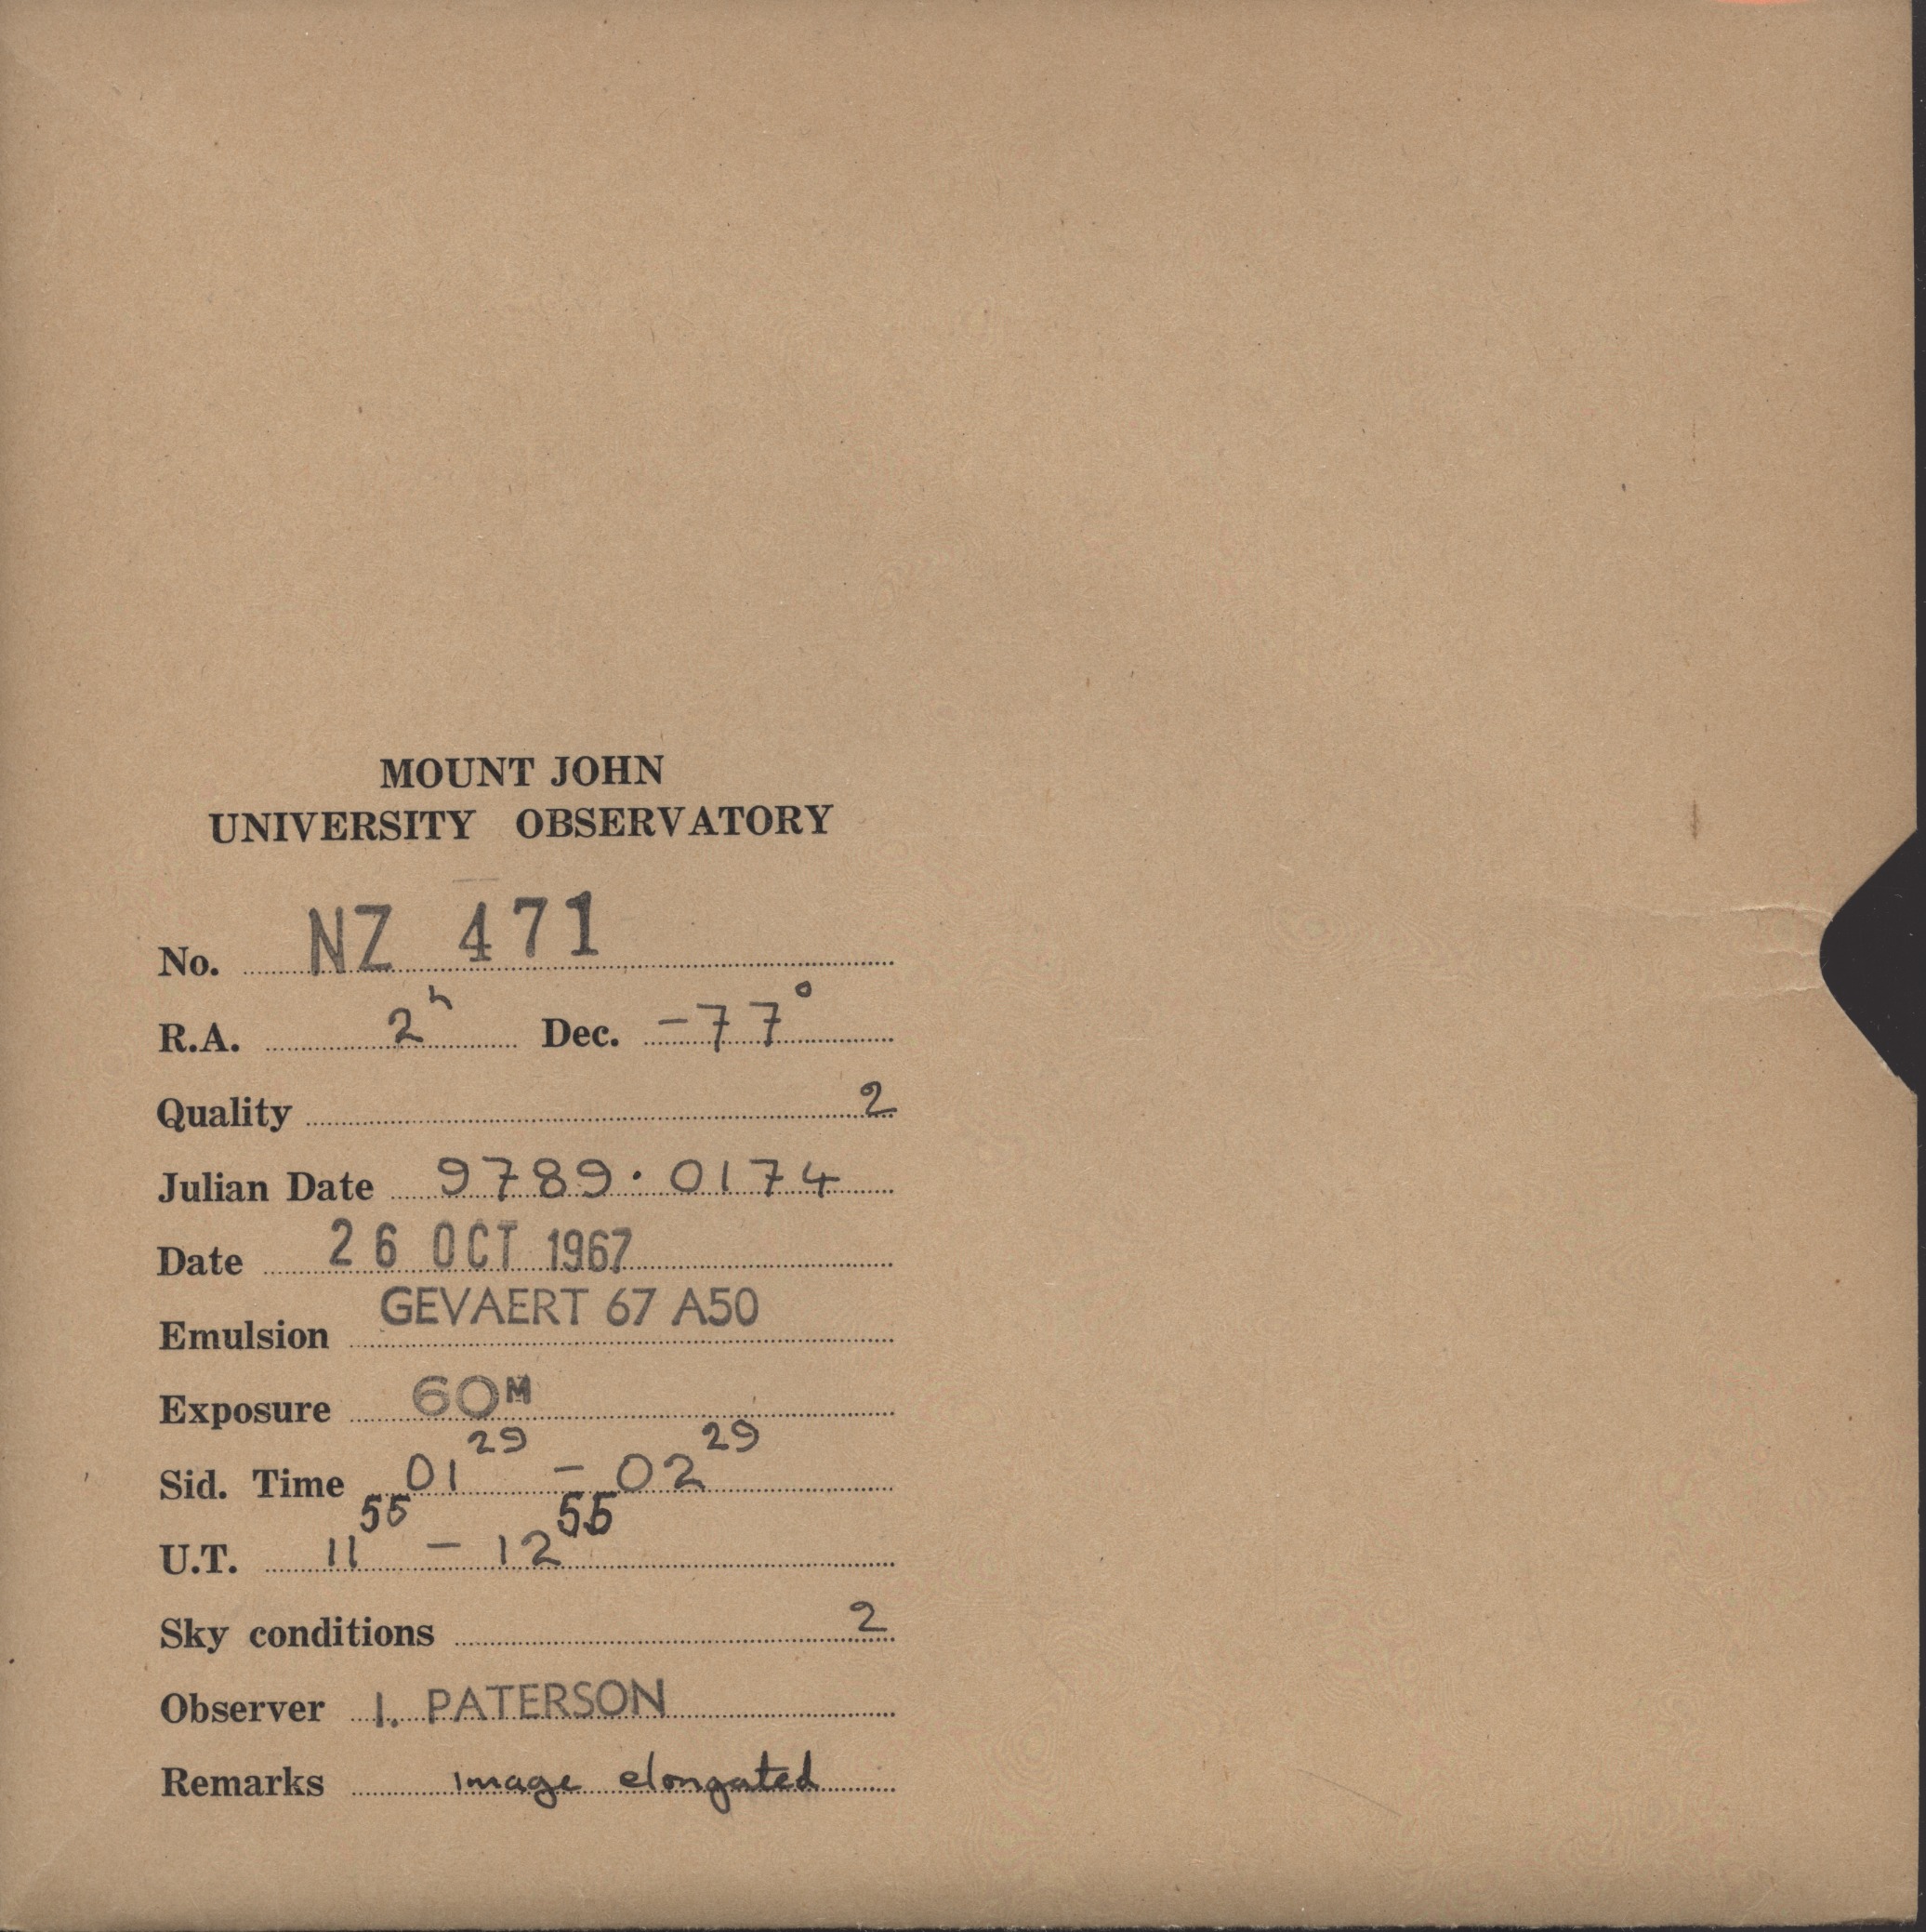 MOUNT JOHN
UNIVERSITY OBSERVATORY
No. NZ 471
R.A. 2h Dec. -77°
Quality 2
Julian Date 9789.0174
Date 26 OCT 1967
Emulsion GEVAERT 67 A50
Exposure 60M
Sid. Time 01 29 - 02 29
U.T. 11 55 - 12 55
Sky conditions 2
Observer I. PATERSON
Remarks image elongated